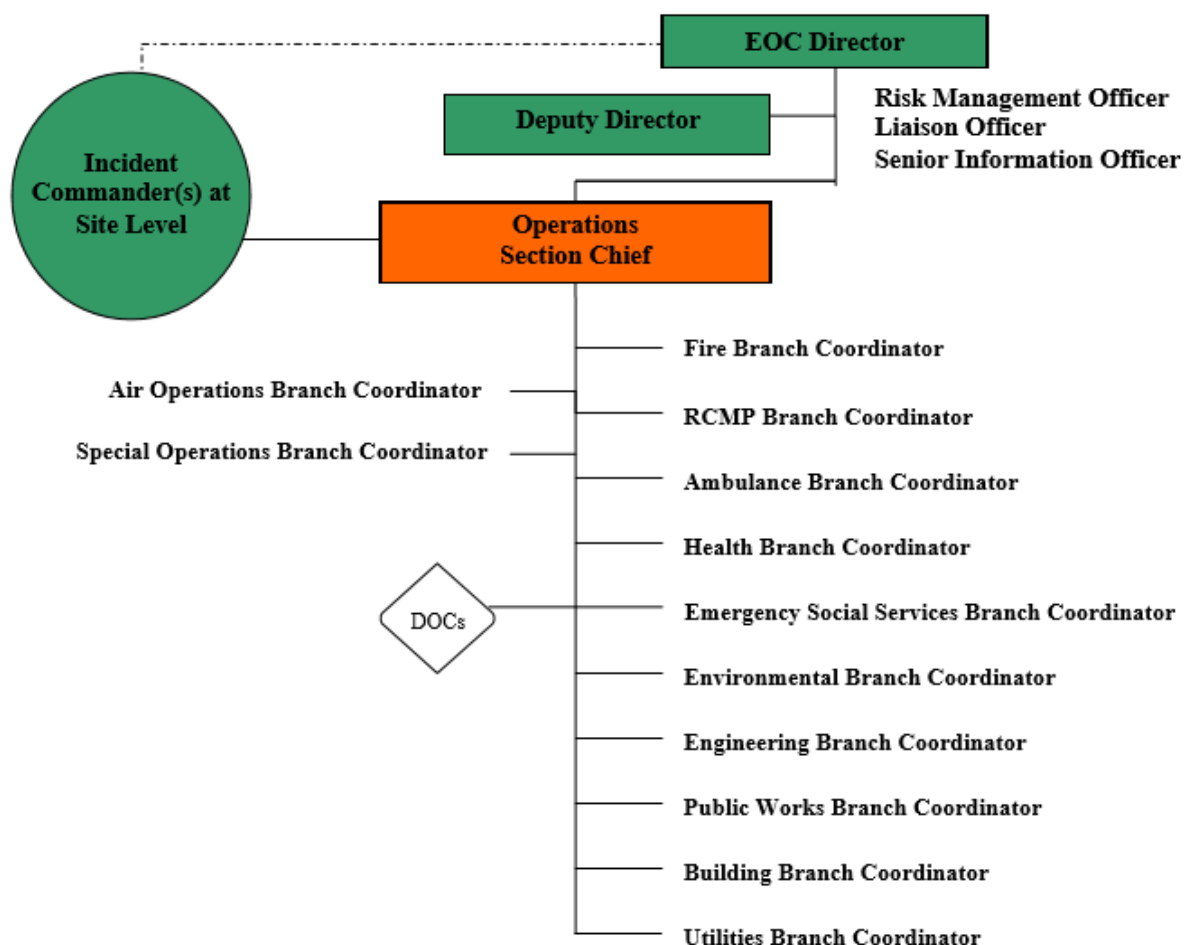 EOC Director
Deputy Director
Risk Management Officer
Liaison Officer
Senior Information Officer
Incident
Commander(s) at
Site Level
Operations
Section Chief
Fire Branch Coordinator
Air Operations Branch Coordinator
RCMP Branch Coordinator
Special Operations Branch Coordinator
Ambulance Branch Coordinator
Health Branch Coordinator
DOCs
Emergency Social Services Branch Coordinator
Environmental Branch Coordinator
Engineering Branch Coordinator
Public Works Branch Coordinator
Building Branch Coordinator
Utilities Branch Coordinator